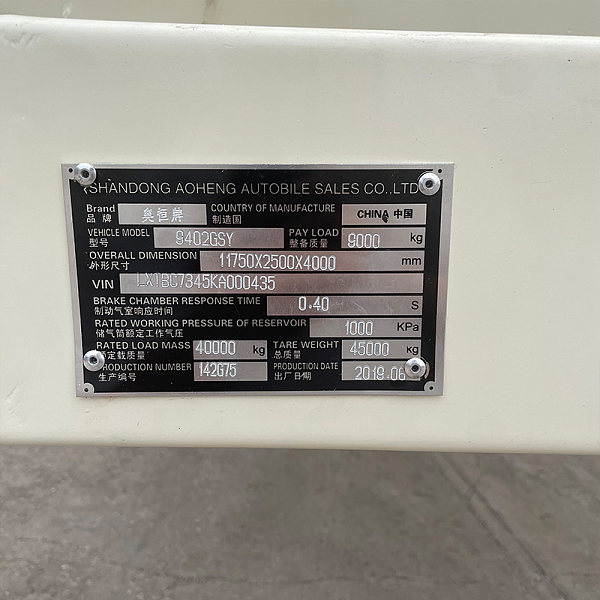 SHANDONG AOHENG AUTOBILE SALES CO.,LTD
Brand 品牌 奥恒牌 COUNTRY OF MANUFACTURE 制造国 CHINA 中国
VEHICLE MODEL 型号 9402GSY PAY LOAD 整备质量 9000 kg
OVERALL DIMENSION 外形尺寸 11750X2500X4000 mm
VIN LX1BC7345KA000435
BRAKE CHAMBER RESPONSE TIME 制动气室响应时间 0.40 S
RATED WORKING PRESSURE OF RESERVOIR 储气筒额定工作气压 1000 KPa
RATED LOAD MASS 额定载质量 40000 kg TARE WEIGHT 总质量 45000 kg
PRODUCTION NUMBER 生产编号 142G75 PRODUCTION DATE 出厂日期 2019.06